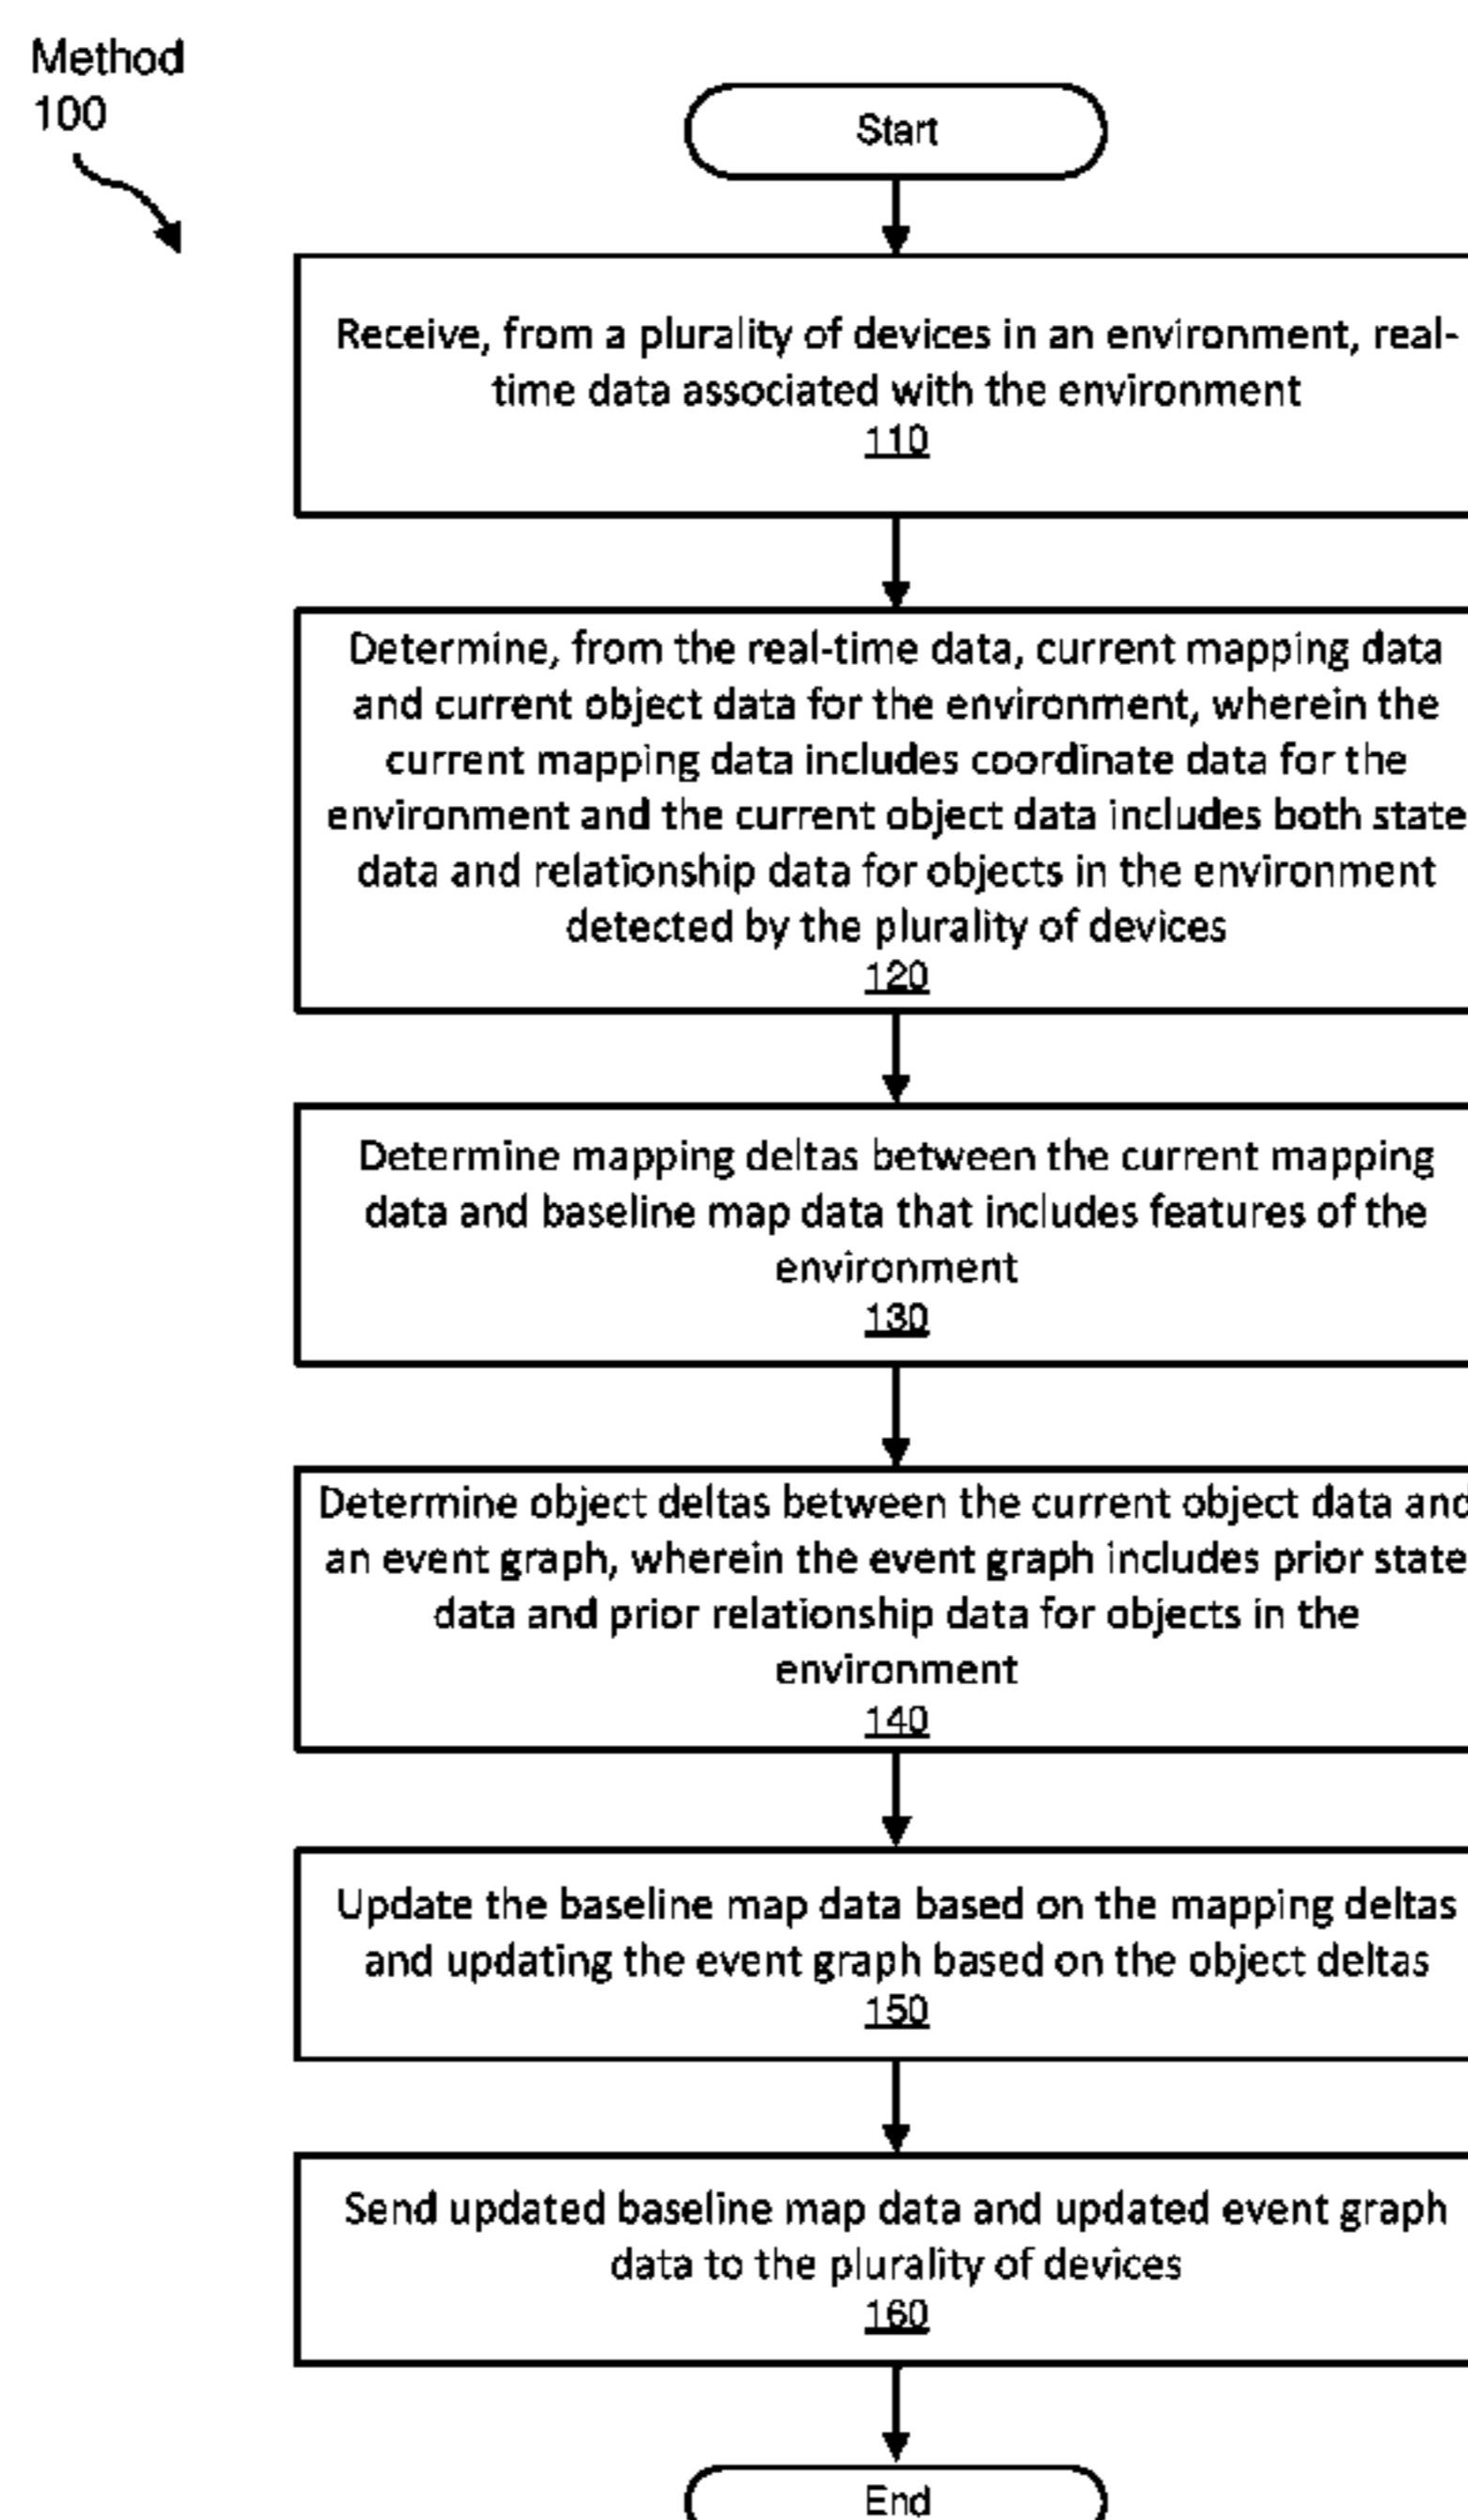 Method
100
Start
Receive, from a plurality of devices in an environment, real-
time data associated with the environment
110
Determine, from the real-time data, current mapping data
and current object data for the environment, wherein the
current mapping data includes coordinate data for the
environment and the current object data includes both state
data and relationship data for objects in the environment
detected by the plurality of devices
120
Determine mapping deltas between the current mapping
data and baseline map data that includes features of the
environment
130
Determine object deltas between the current object data and
an event graph, wherein the event graph includes prior state
data and prior relationship data for objects in the
environment
140
Update the baseline map data based on the mapping deltas
and updating the event graph based on the object deltas
150
Send updated baseline map data and updated event graph
data to the plurality of devices
160
End